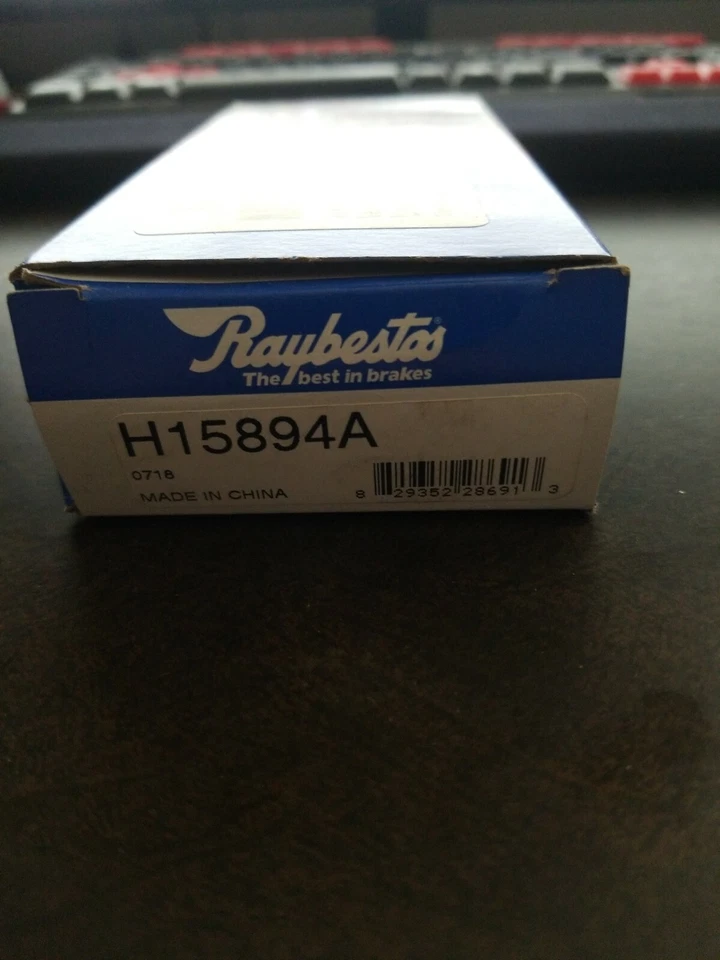 Raybestos®
The best in brakes
H15894A
0718
MADE IN CHINA
8 29352 28691 3